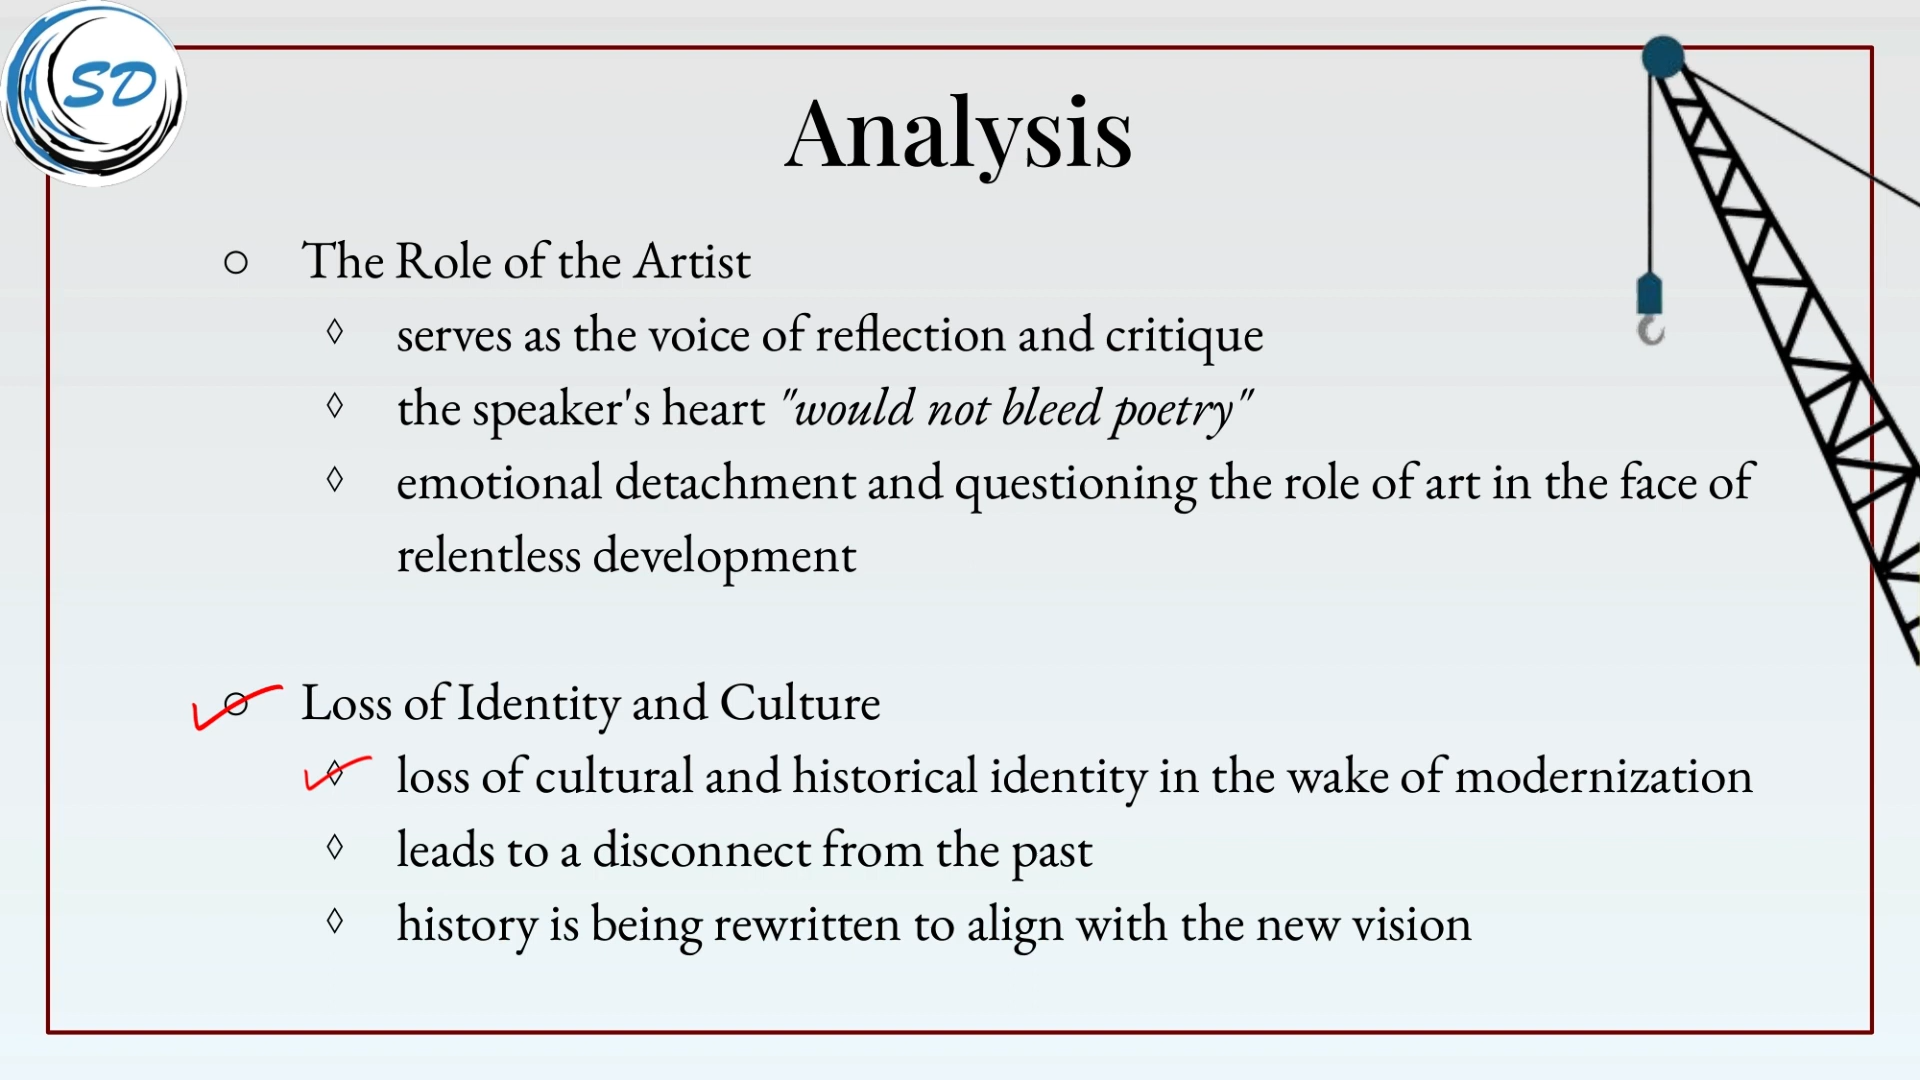 SD
Analysis
The Role of the Artist
serves as the voice of reflection and critique
the speaker's heart "would not bleed poetry"
emotional detachment and questioning the role of art in the face of
relentless development
Loss of Identity and Culture
loss of cultural and historical identity in the wake of modernization
leads to a disconnect from the past
history is being rewritten to align with the new vision